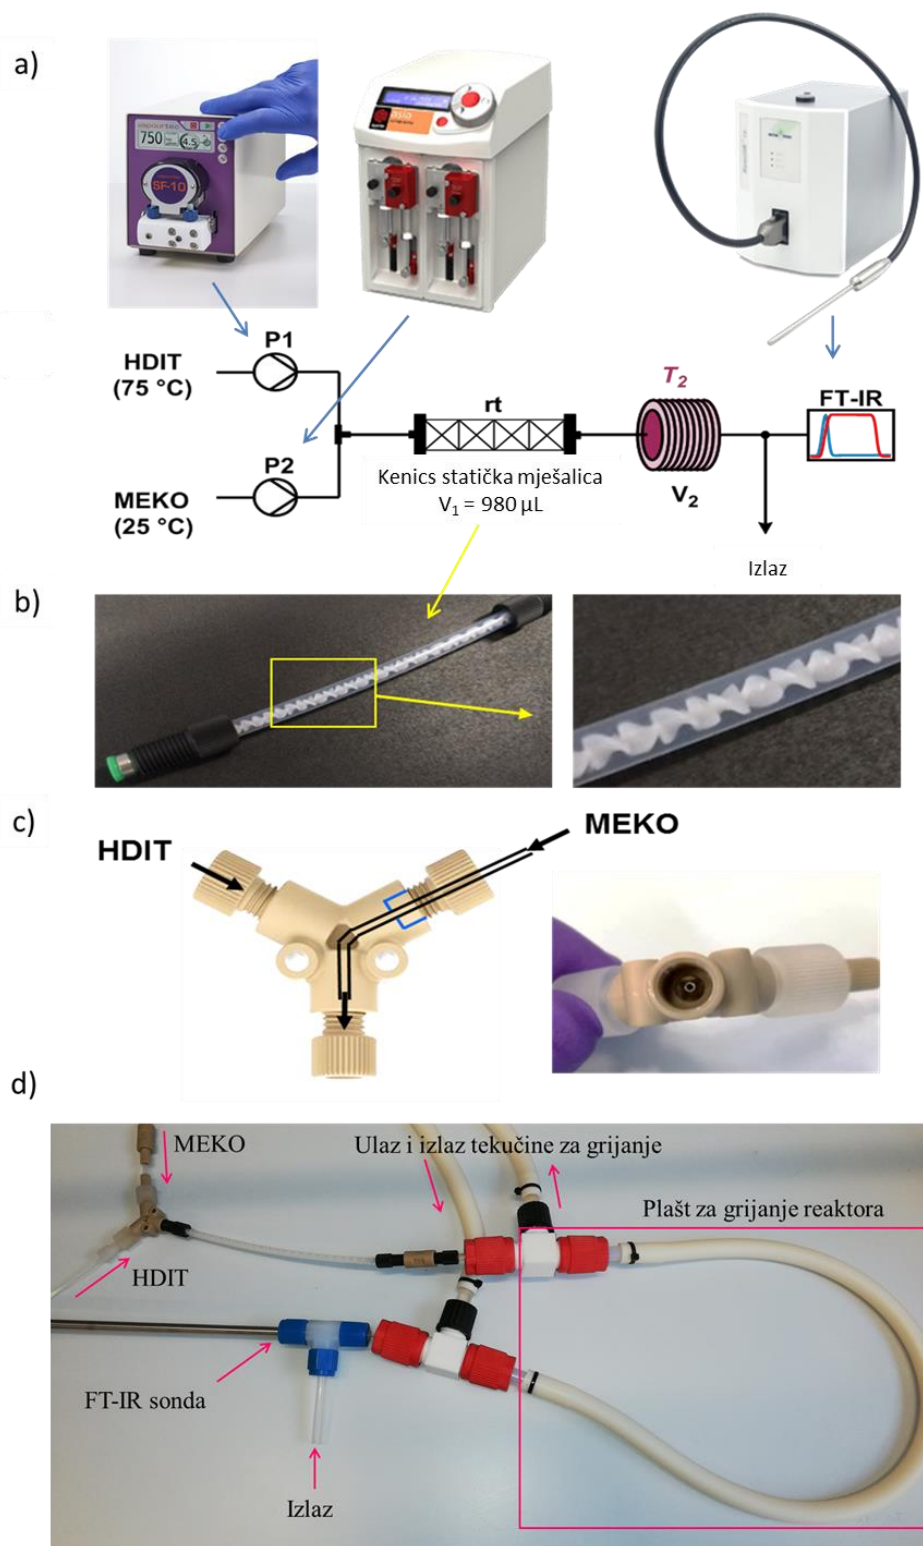 a)
vapourtec
750
4.5
SF-10
asia
P1
HDIT
(75 °C)
P2
MEKO
(25 °C)
rt
Kenics statička mješalica
V₁ = 980 µL
T₂
V₂
FT-IR
Izlaz
b)
c)
HDIT
MEKO
d)
MEKO
Ulaz i izlaz tekučine za grijanje
Plašt za grijanje reaktora
HDIT
FT-IR sonda
Izlaz